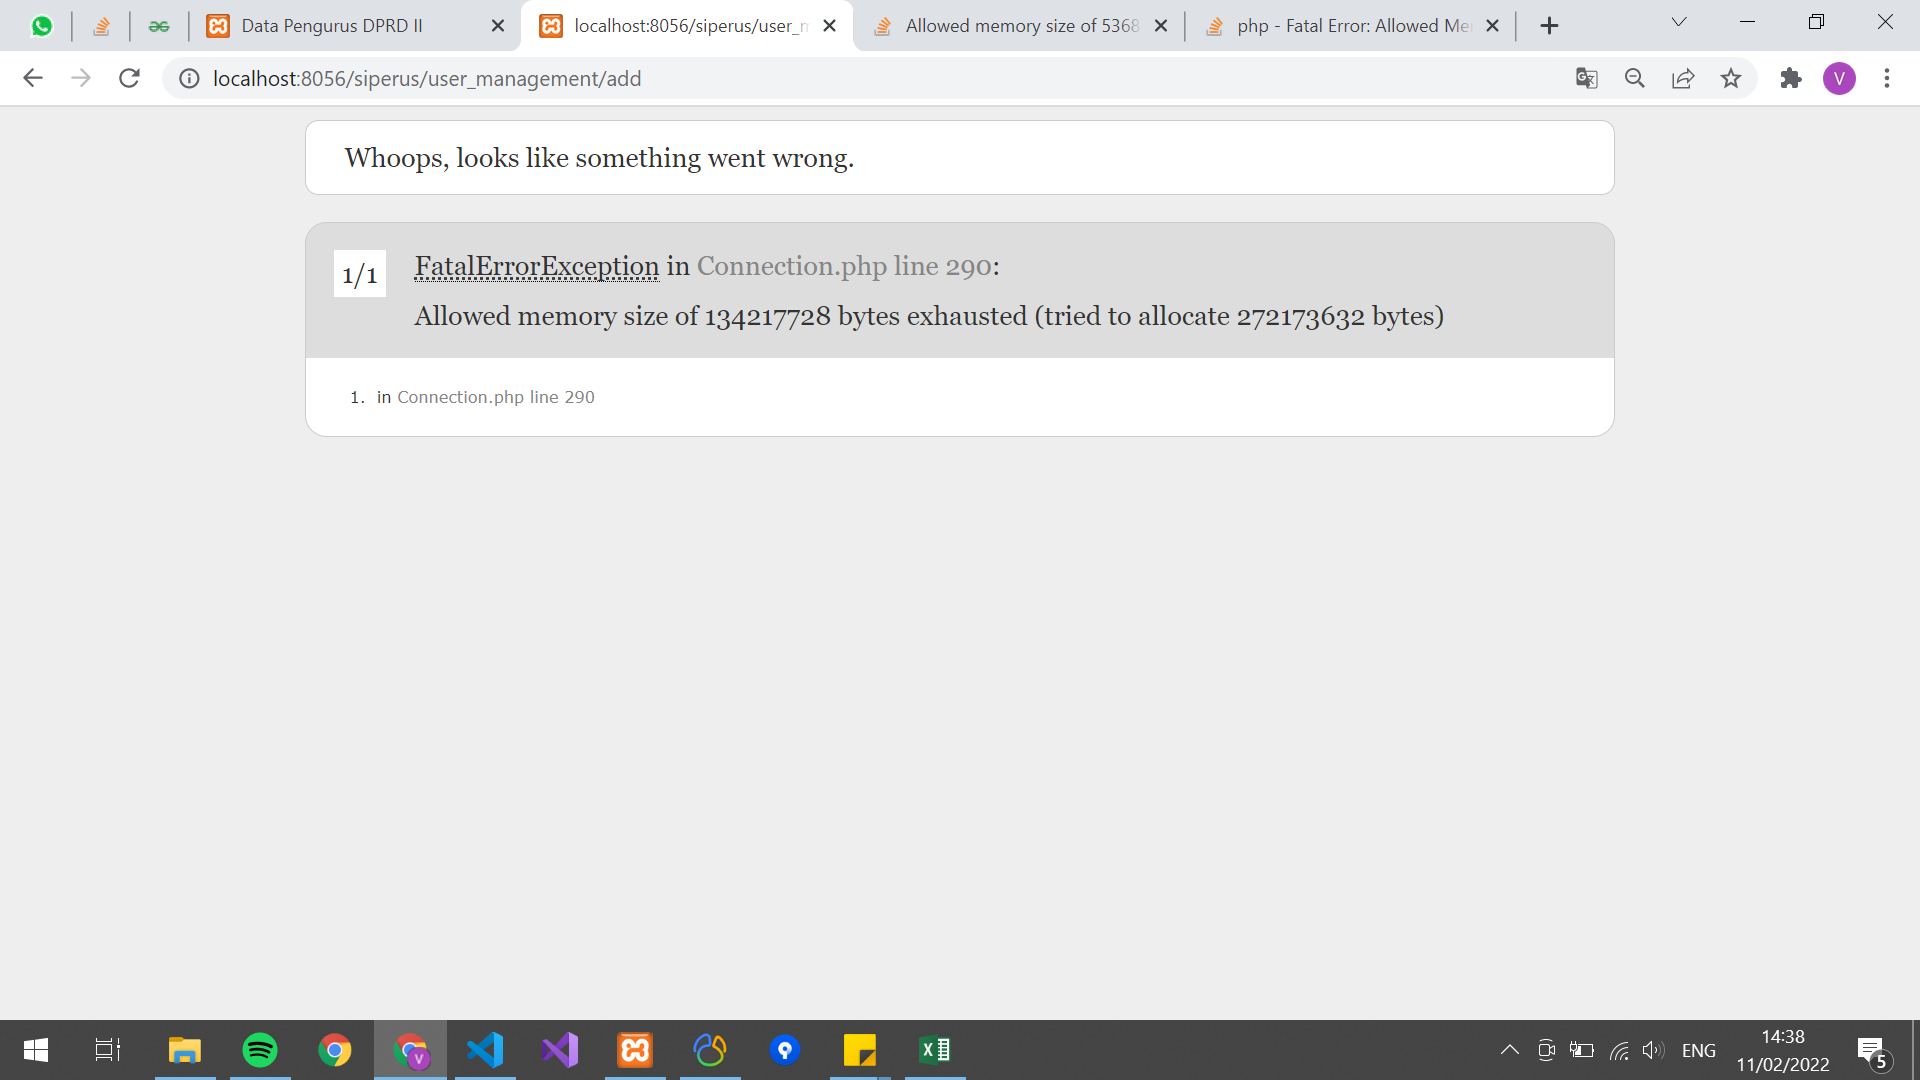 Data Pengurus DPRD II
localhost:8056/siperus/user_m
Allowed memory size of 5368
php - Fatal Error: Allowed Me
localhost:8056/siperus/user_management/add
V
Whoops, looks like something went wrong.
1/1
FatalErrorException in Connection.php line 290:
Allowed memory size of 134217728 bytes exhausted (tried to allocate 272173632 bytes)
1. in Connection.php line 290
V
ENG
14:38
11/02/2022
5